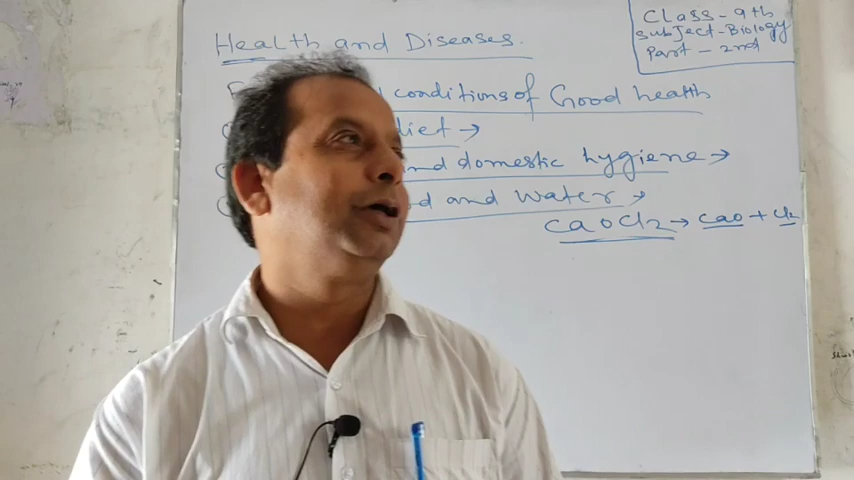 Class-9th
Subject-Biology
Part-2nd
Health and Diseases.
conditions of Good health
diet →
and domestic hygiene →
and Water →
CaOCl2 → CaO + Cl2